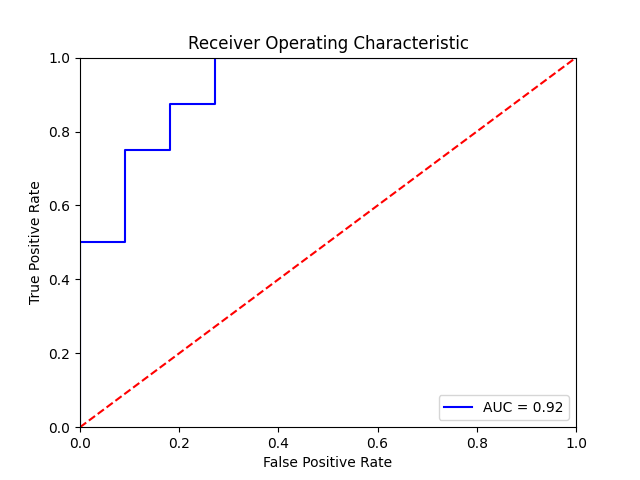 Receiver Operating Characteristic
True Positive Rate
1.0
0.8
0.6
0.4
0.2
0.0
0.0 0.2 0.4 0.6 0.8 1.0
False Positive Rate
AUC = 0.92